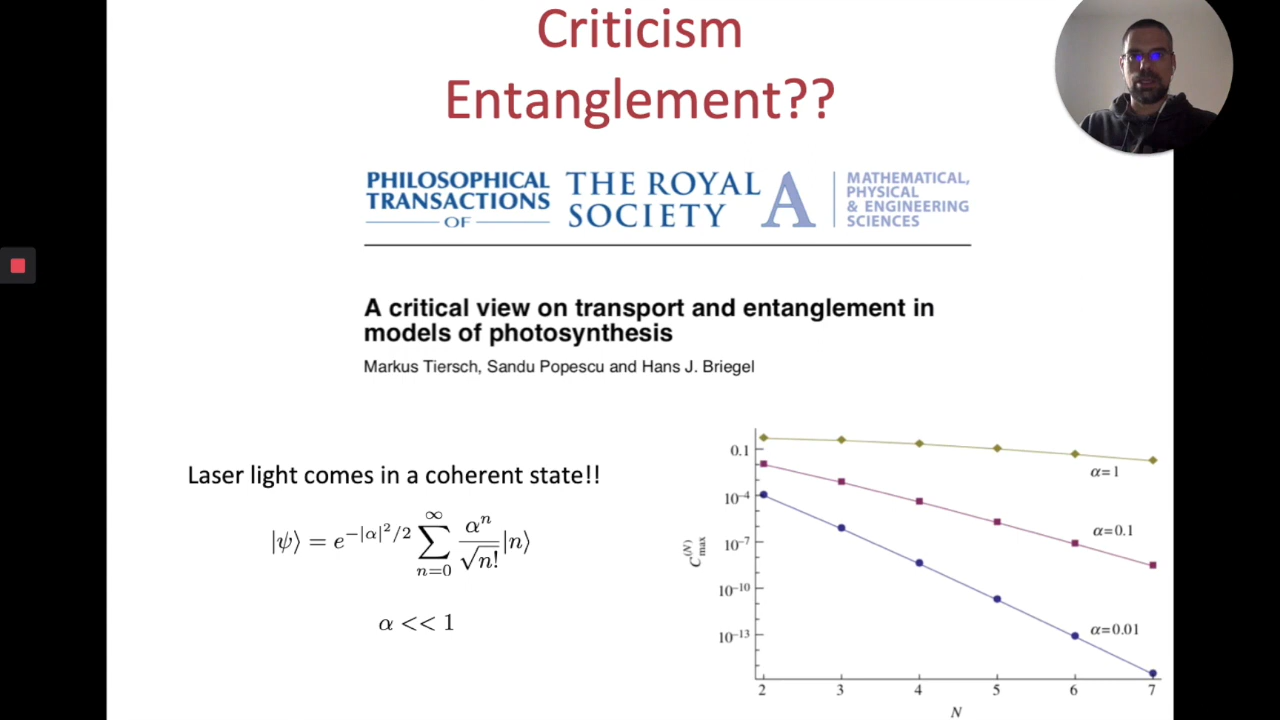 Criticism
Entanglement??
PHILOSOPHICAL
TRANSACTIONS
OF
THE ROYAL
SOCIETY
A
MATHEMATICAL,
PHYSICAL
& ENGINEERING
SCIENCES
A critical view on transport and entanglement in
models of photosynthesis
Markus Tiersch, Sandu Popescu and Hans J. Briegel
Laser light comes in a coherent state!!
|ψ⟩ = e^{−|α|²/2} ∑_{n=0}^{∞} αⁿ/√n! |n⟩
α << 1
0.1
10⁻⁴
10⁻⁷
10⁻¹⁰
10⁻¹³
C_max^(N)
α=1
α=0.1
α=0.01
2 3 4 5 6 7
N